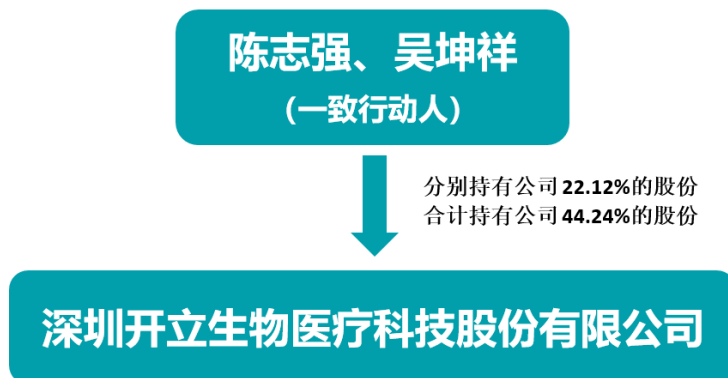 陈志强、吴坤祥
（一致行动人）
分别持有公司22.12%的股份
合计持有公司44.24%的股份
深圳开立生物医疗科技股份有限公司